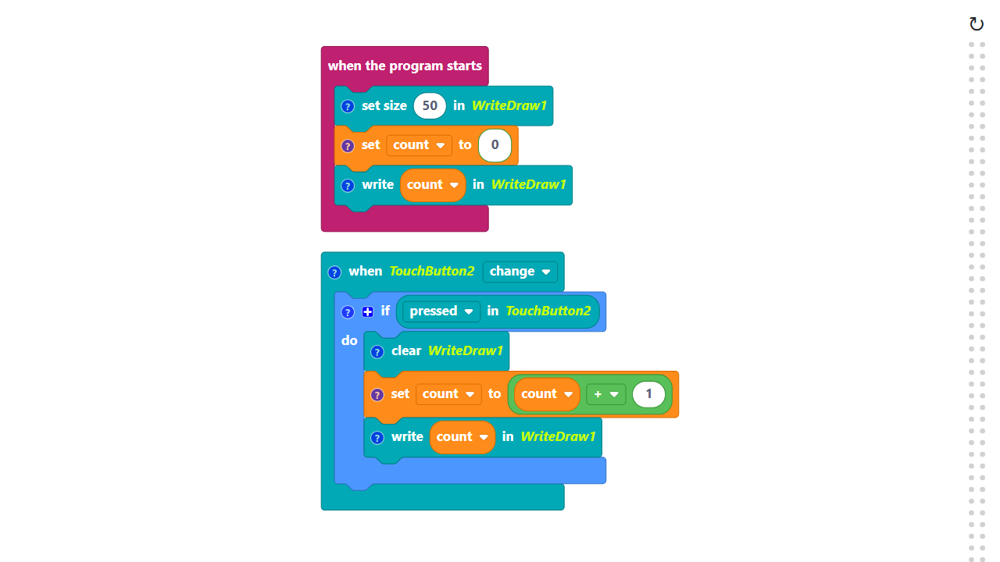 when the program starts
? set size 50 in WriteDraw1
? set count to 0
? write count in WriteDraw1
? when TouchButton2 change
? + if pressed in TouchButton2
do
? clear WriteDraw1
? set count to count + 1
? write count in WriteDraw1